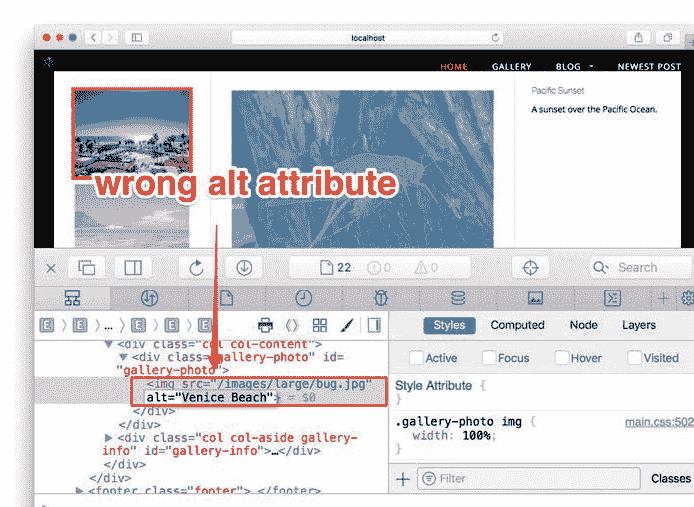 localhost
HOME GALLERY BLOG NEWEST POST
Pacific Sunset
A sunset over the Pacific Ocean.
wrong alt attribute
22 0 0 Search
E E … E E E Styles Computed Node Layers
<div class="col col-content">
Active Focus Hover Visited
▼<div class="gallery-photo" id=
"gallery-photo">
Style Attribute {
}
<img src="/images/large/bug.jpg"
alt="Venice Beach"> = $0
</div>
</div>
.gallery-photo img { main.css:502
width: 100%;
}
▶<div class="col col-aside gallery-
info" id="gallery-info">…</div>
</div>
</div>
▶<footer class="footer">…</footer>
Filter Classes